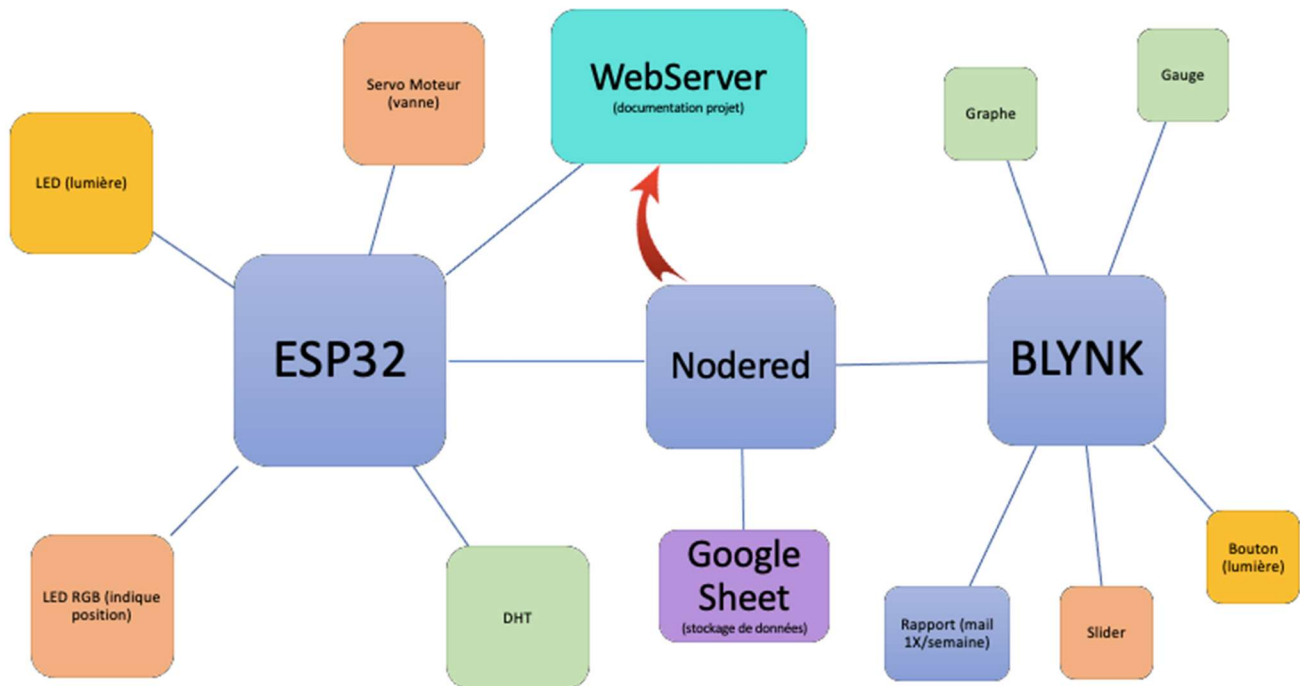 Servo Moteur
(vanne)
WebServer
(documentation projet)
Graphe
Gauge
LED (lumière)
ESP32
Nodered
BLYNK
LED RGB (indique
position)
DHT
Google
Sheet
(stockage de données)
Rapport (mail
1X/semaine)
Slider
Bouton
(lumière)